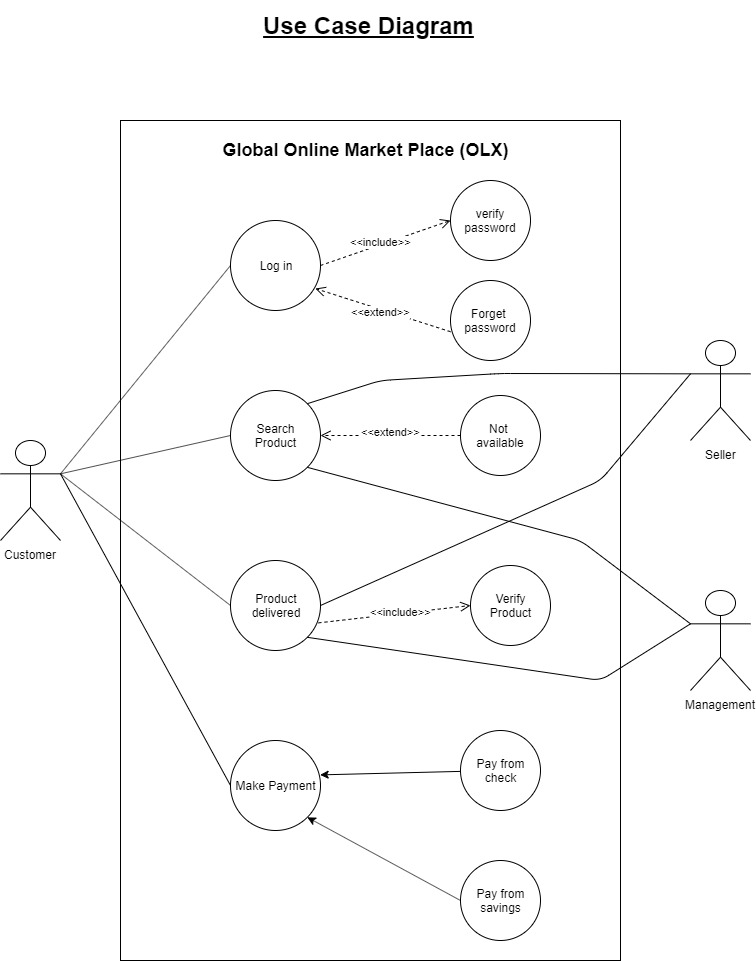 Use Case Diagram
Global Online Market Place (OLX)
verify
password
<<include>>
Log in
<<extend>>
Forget
password
Search
Product
<<extend>>
Not
available
Seller
Customer
Product
delivered
<<include>>
Verify
Product
Management
Pay from
check
Make Payment
Pay from
savings